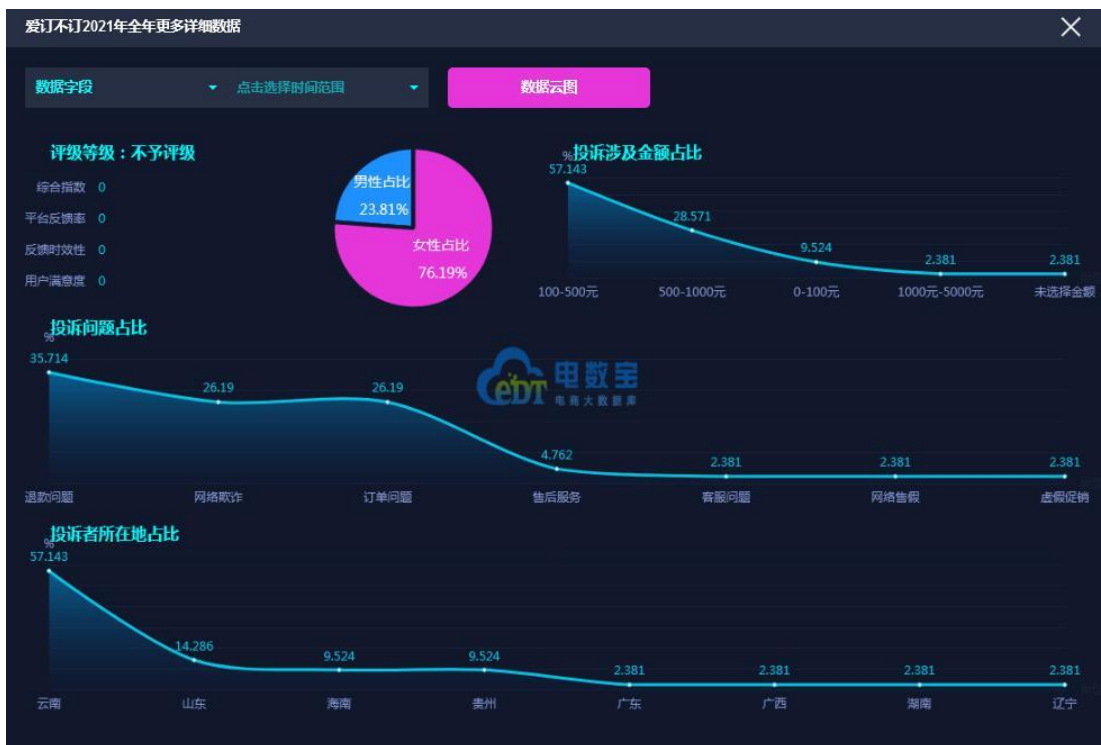 爱订不订2021年全年更多详细数据
数据字段 点击选择时间范围 数据云图
评级等级：不予评级
综合指数 0
平台反馈率 0
反馈时效性 0
用户满意度 0
男性占比
23.81%
女性占比
76.19%
投诉涉及金额占比
%
57.143 28.571 9.524 2.381 2.381
100-500元 500-1000元 0-100元 1000元-5000元 未选择金额
投诉问题占比
%
35.714 26.19 26.19 4.762 2.381 2.381 2.381
退款问题 网络欺诈 订单问题 售后服务 客服问题 网络售假 虚假促销
eDT 电数宝
电商大数据库
投诉者所在地占比
%
57.143 14.286 9.524 9.524 2.381 2.381 2.381 2.381
云南 山东 海南 贵州 广东 广西 湖南 辽宁